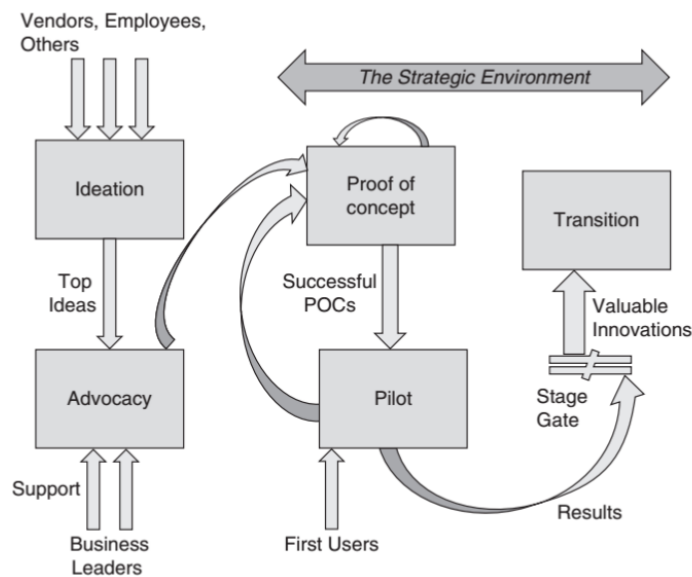 Vendors, Employees,
Others
The Strategic Environment
Ideation
Proof of
concept
Transition
Top
Ideas
Successful
POCs
Valuable
Innovations
Advocacy
Pilot
Stage
Gate
Support
Results
Business
Leaders
First Users